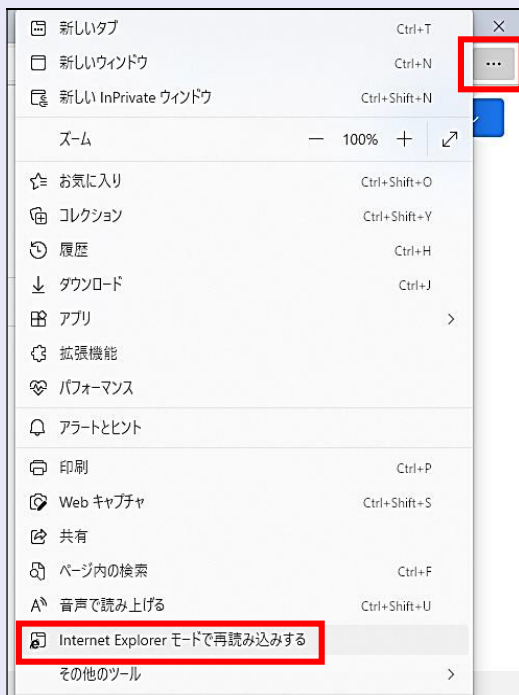 新しいタブ Ctrl+T
新しいウィンドウ Ctrl+N
新しい InPrivate ウィンドウ Ctrl+Shift+N
ズーム — 100% +
お気に入り Ctrl+Shift+O
コレクション Ctrl+Shift+Y
履歴 Ctrl+H
ダウンロード Ctrl+J
アプリ
拡張機能
パフォーマンス
アラートとヒント
印刷 Ctrl+P
Web キャプチャ Ctrl+Shift+S
共有
ページ内の検索 Ctrl+F
音声で読み上げる Ctrl+Shift+U
Internet Explorer モードで再読み込みする
その他のツール